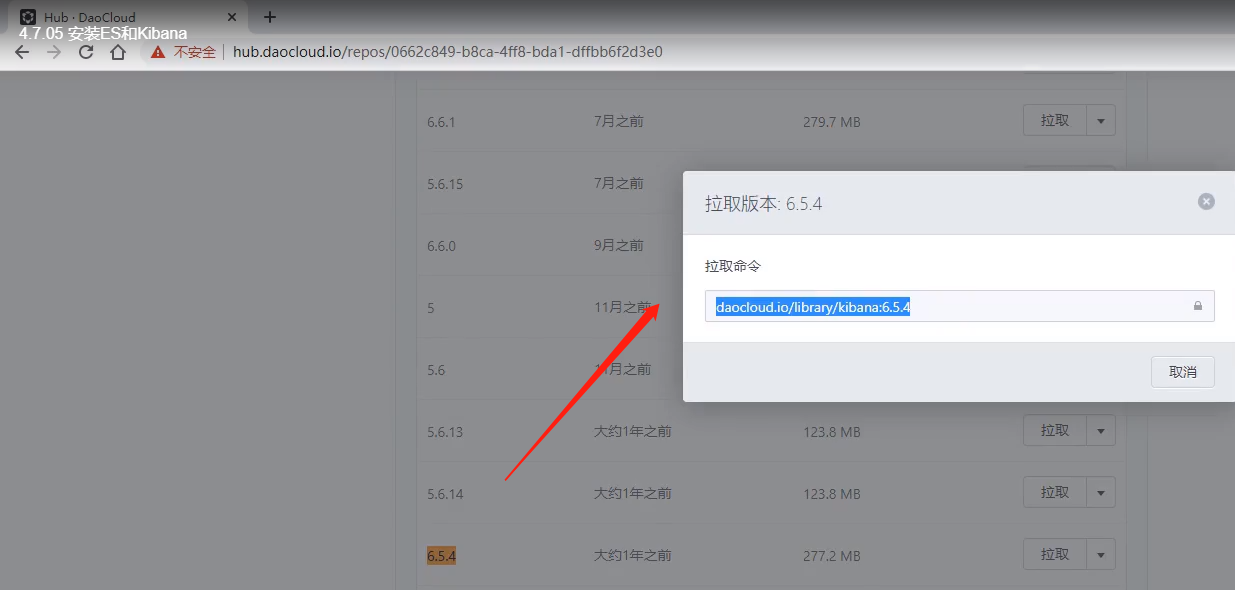 Hub · DaoCloud
4.7.05 安装ES和Kibana
不安全 hub.daocloud.io/repos/0662c849-b8ca-4ff8-bda1-dffbb6f2d3e0
6.6.1 7月之前 279.7 MB 拉取
5.6.15 7月之前
拉取版本: 6.5.4
6.6.0 9月之前
拉取命令
5 11月之前
daocloud.io/library/kibana:6.5.4
5.6 11月之前
取消
5.6.13 大约1年之前 123.8 MB 拉取
5.6.14 大约1年之前 123.8 MB 拉取
6.5.4 大约1年之前 277.2 MB 拉取